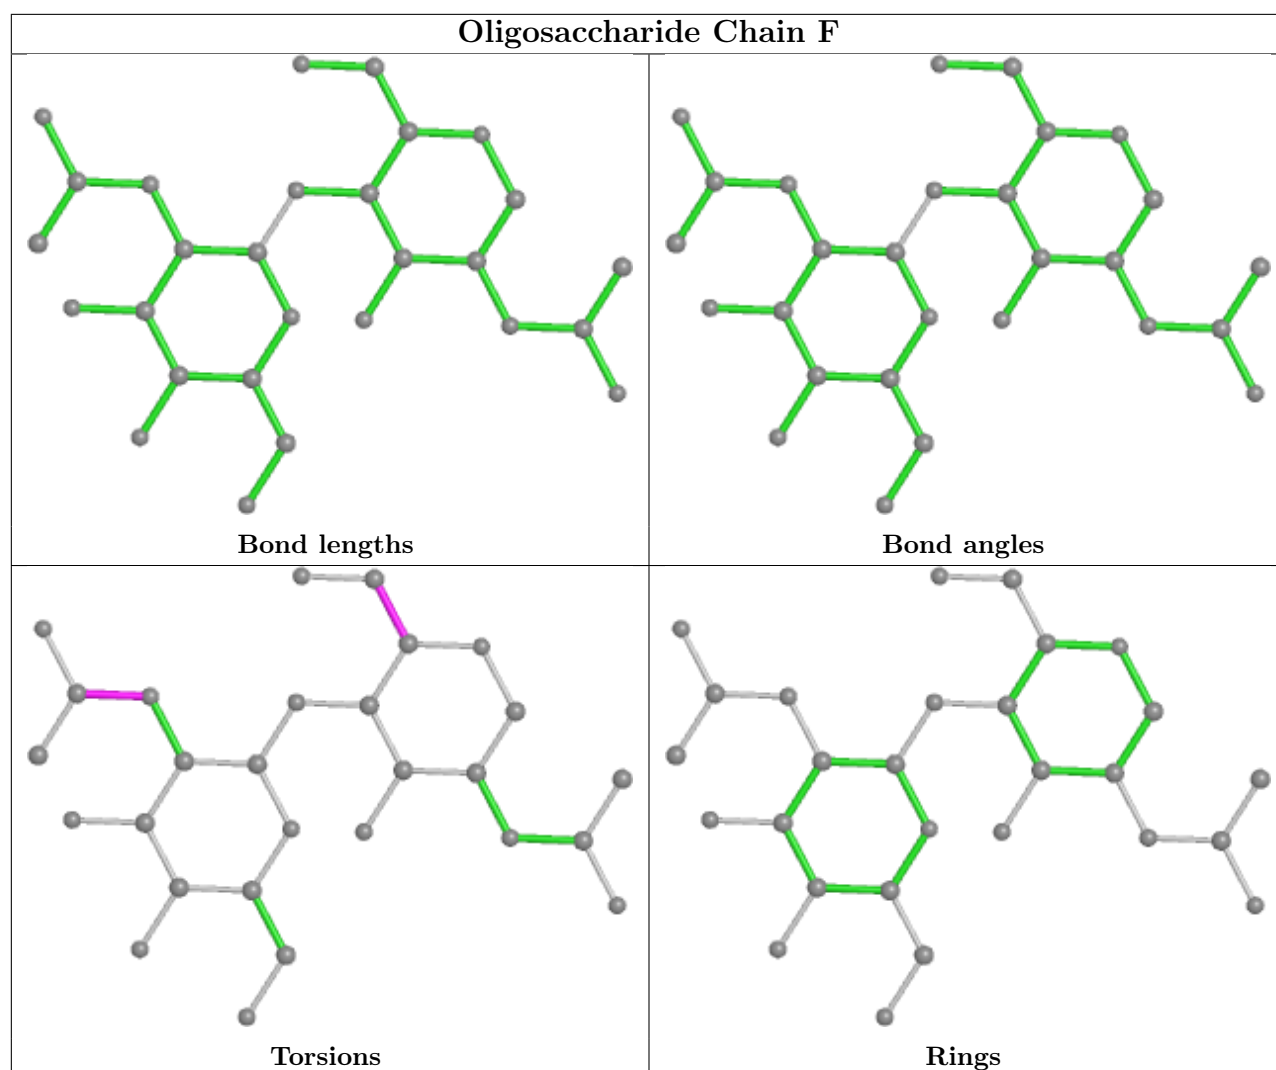 Oligosaccharide Chain F
Bond lengths
Bond angles
Torsions
Rings